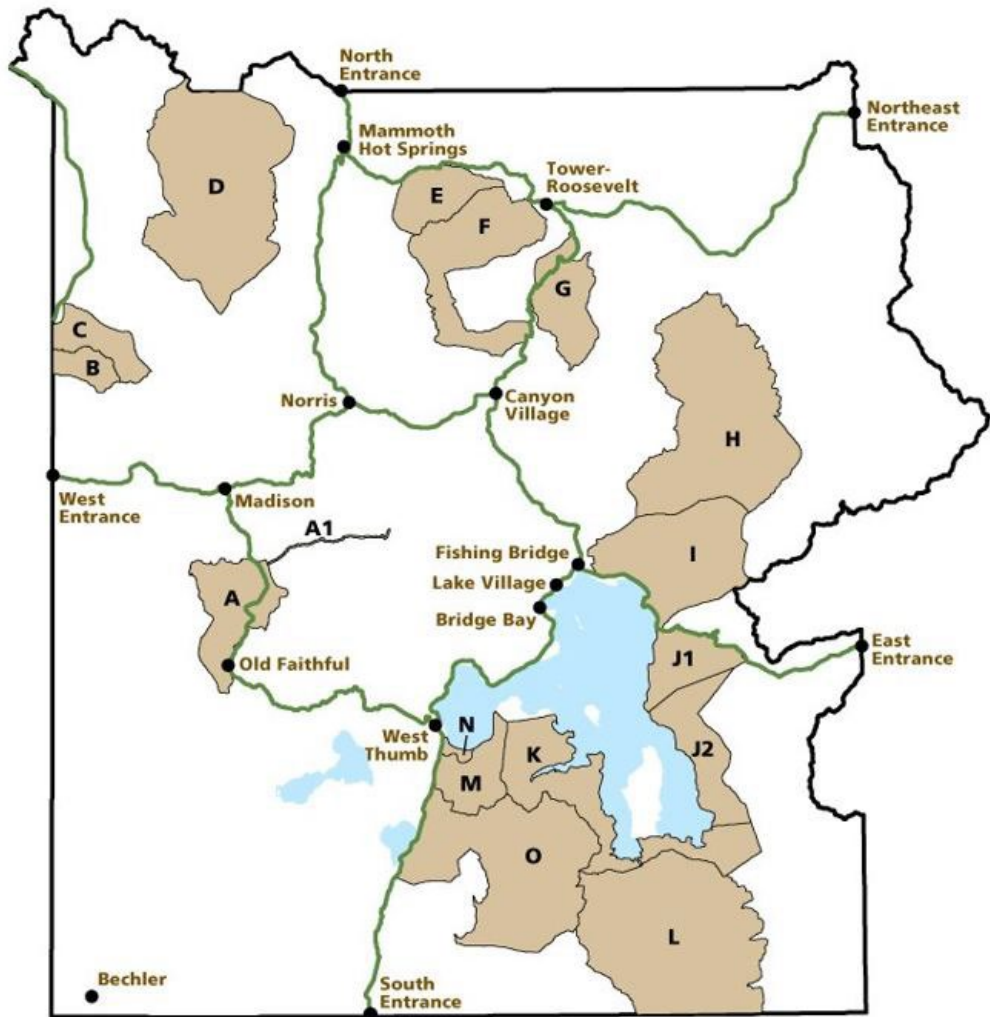 North
Entrance
Northeast
Entrance
Mammoth
Hot Springs
Tower-
Roosevelt
D
E
F
G
C
B
Norris
Canyon
Village
H
West
Entrance
Madison
A1
Fishing Bridge
I
Lake Village
A
Bridge Bay
East
Entrance
Old Faithful
J1
N
West
Thumb
K
J2
M
O
L
Bechler
South
Entrance